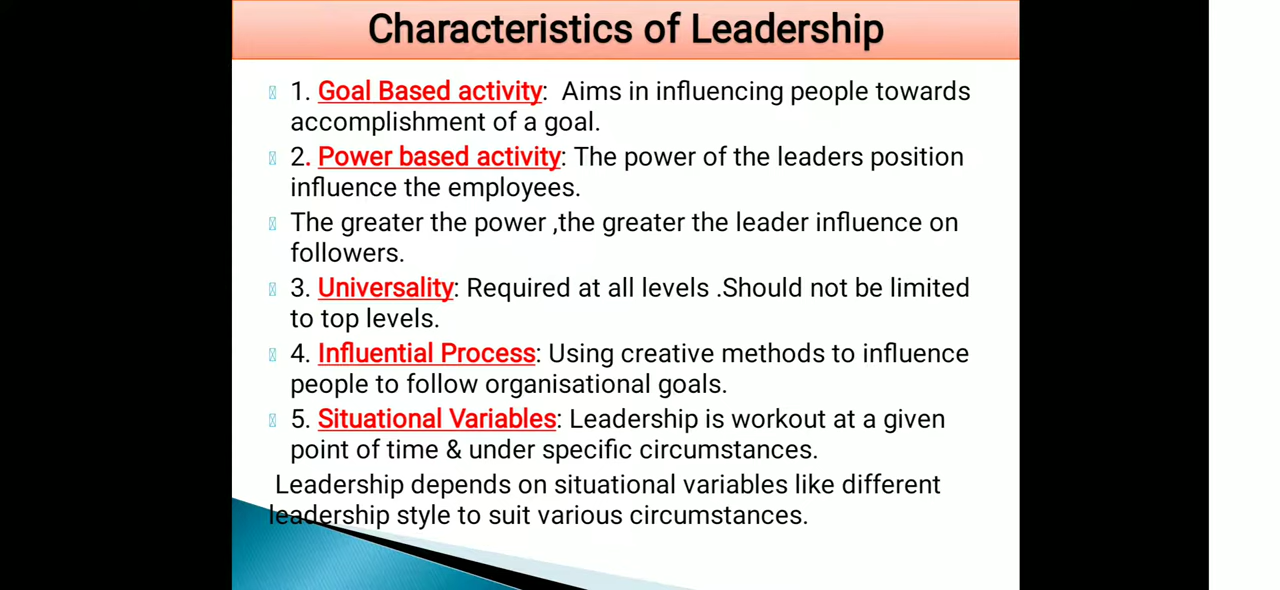 Characteristics of Leadership
1. Goal Based activity:  Aims in influencing people towards
accomplishment of a goal.
2. Power based activity: The power of the leaders position
influence the employees.
The greater the power ,the greater the leader influence on
followers.
3. Universality: Required at all levels .Should not be limited
to top levels.
4. Influential Process: Using creative methods to influence
people to follow organisational goals.
5. Situational Variables: Leadership is workout at a given
point of time & under specific circumstances.
Leadership depends on situational variables like different
leadership style to suit various circumstances.